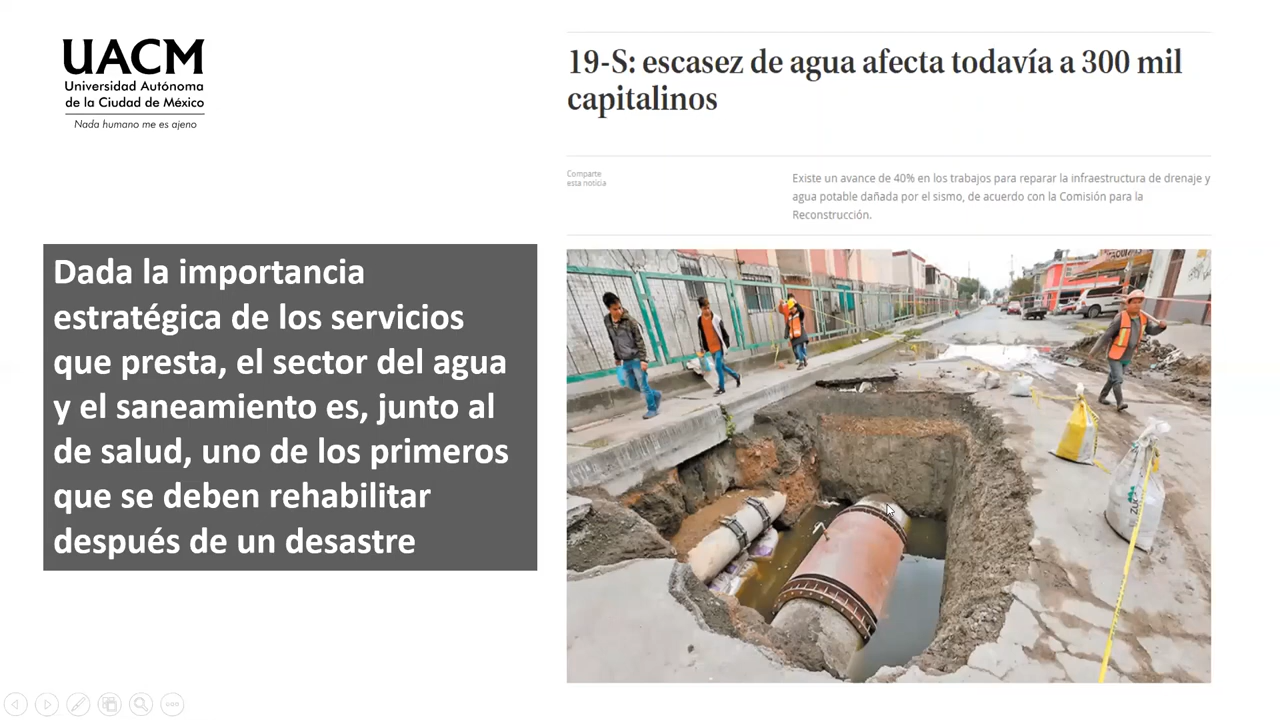 UACM
Universidad Autónoma
de la Ciudad de México
Nada humano me es ajeno
19-S: escasez de agua afecta todavía a 300 mil
capitalinos
Comparte
esta noticia
Existe un avance de 40% en los trabajos para reparar la infraestructura de drenaje y
agua potable dañada por el sismo, de acuerdo con la Comisión para la
Reconstrucción.
Dada la importancia
estratégica de los servicios
que presta, el sector del agua
y el saneamiento es, junto al
de salud, uno de los primeros
que se deben rehabilitar
después de un desastre